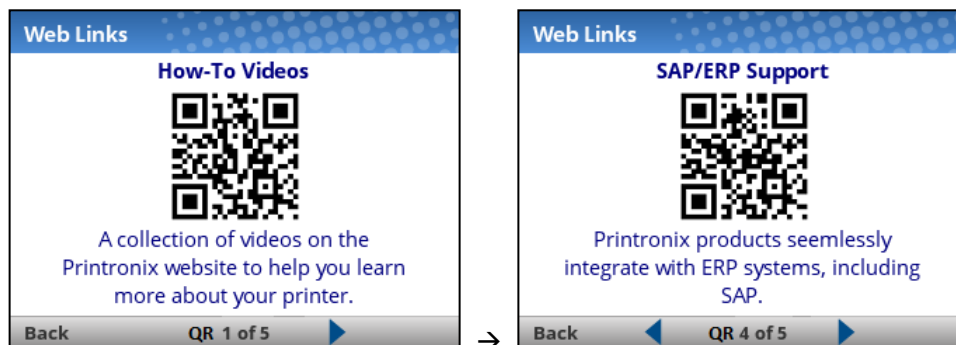 Web Links
How-To Videos
A collection of videos on the
Printronix website to help you learn
more about your printer.
Back QR 1 of 5
→
Web Links
SAP/ERP Support
Printronix products seemlessly
integrate with ERP systems, including
SAP.
Back QR 4 of 5